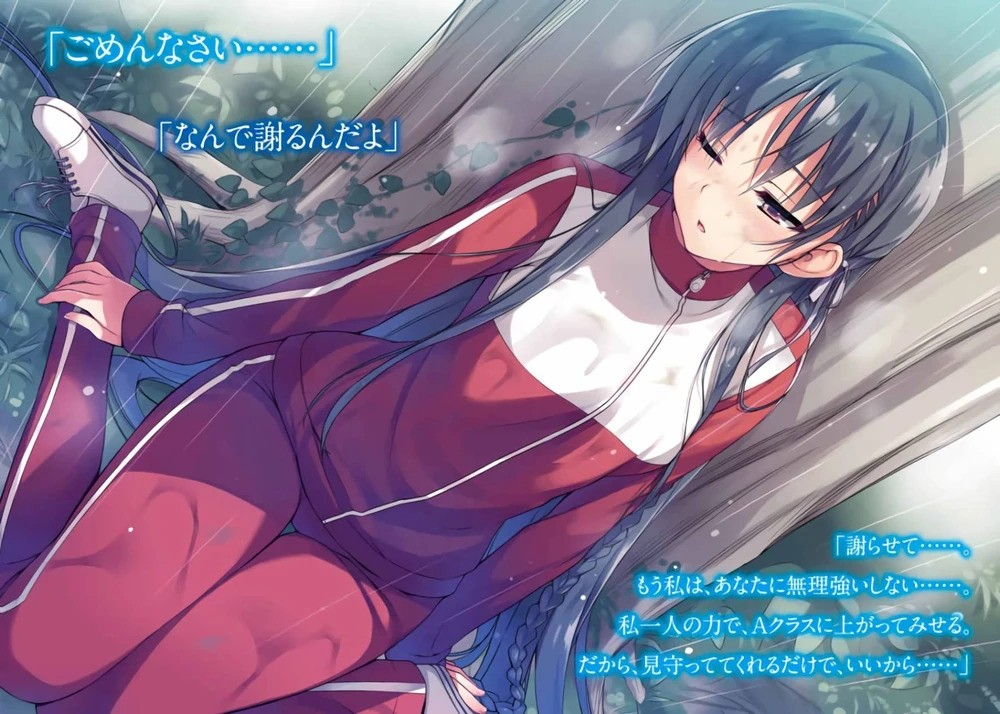 「ごめんなさい……」
「なんで謝るんだよ」
「謝らせて……。
もう私は、あなたに無理強いしない……。
私一人の力で、Aクラスに上がってみせる。
だから、見守っててくれるだけで、いいから……」